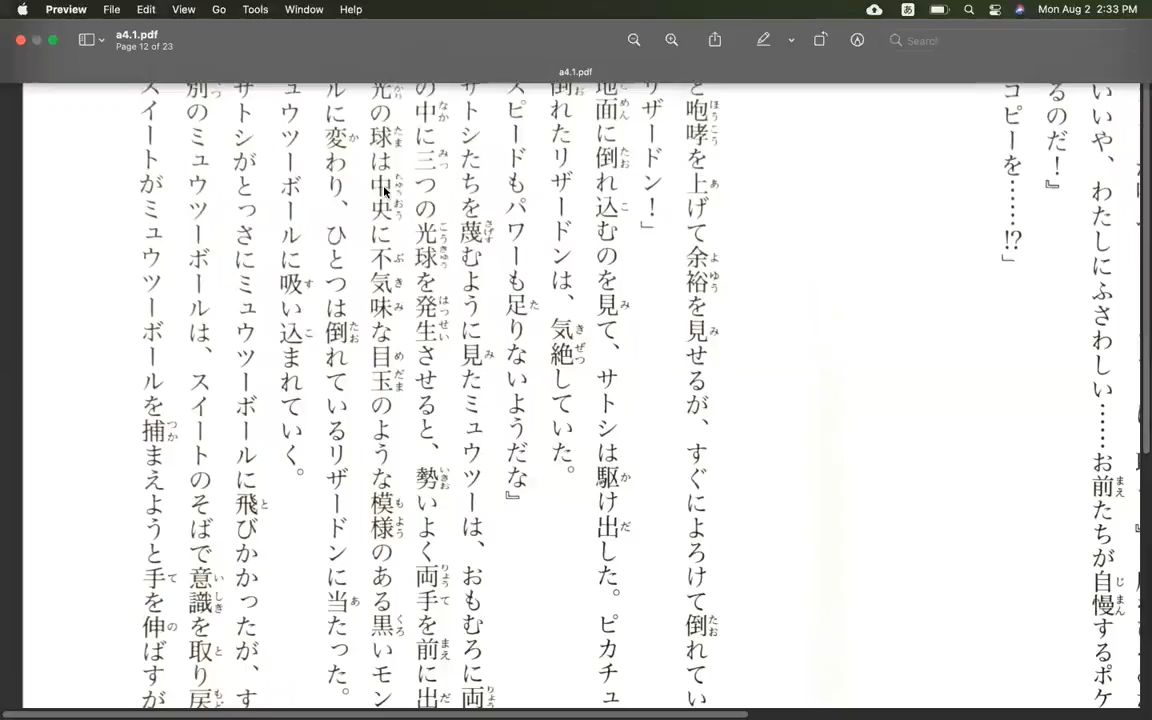 Preview File Edit View Go Tools Window Help あ Mon Aug 2 2:33 PM
a4.1.pdf
Page 12 of 23
Search
a4.1.pdf
いいや、わたしにふさわしい……お前たちが自慢するポケ
るのだ！』
コピーを……!?」
と咆哮を上げて余裕を見せるが、すぐによろけて倒れてい
リザードン！」
地面に倒れ込むのを見て、サトシは駆け出した。ピカチュ
倒れたリザードンは、気絶していた。
スピードもパワーも足りないようだな』
サトシたちを蔑むように見たミュウツーは、おもむろに両
の中に三つの光球を発生させると、勢いよく両手を前に出
光の球は中央に不気味な目玉のような模様のある黒いモン
ルに変わり、ひとつは倒れているリザードンに当たった。
ュウツーボールに吸い込まれていく。
サトシがとっさにミュウツーボールに飛びかかったが、す
別のミュウツーボールは、スイートのそばで意識を取り戻
スイートがミュウツーボールを捕まえようと手を伸ばすが